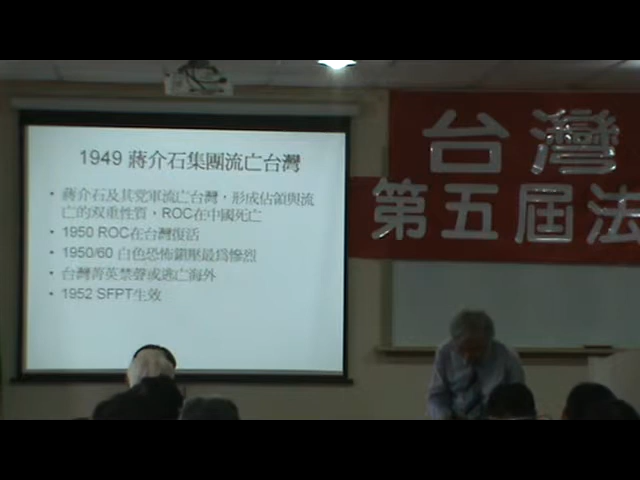 1949 蔣介石集團流亡台灣
• 蔣介石及其党軍流亡台灣，形成佔領與流
亡的双重性質，ROC在中國死亡
• 1950 ROC在台灣復活
• 1950/60 白色恐怖鎮壓最為慘烈
• 台灣菁英禁聲或逃亡海外
• 1952 SFPT生效
台灣
第五屆法